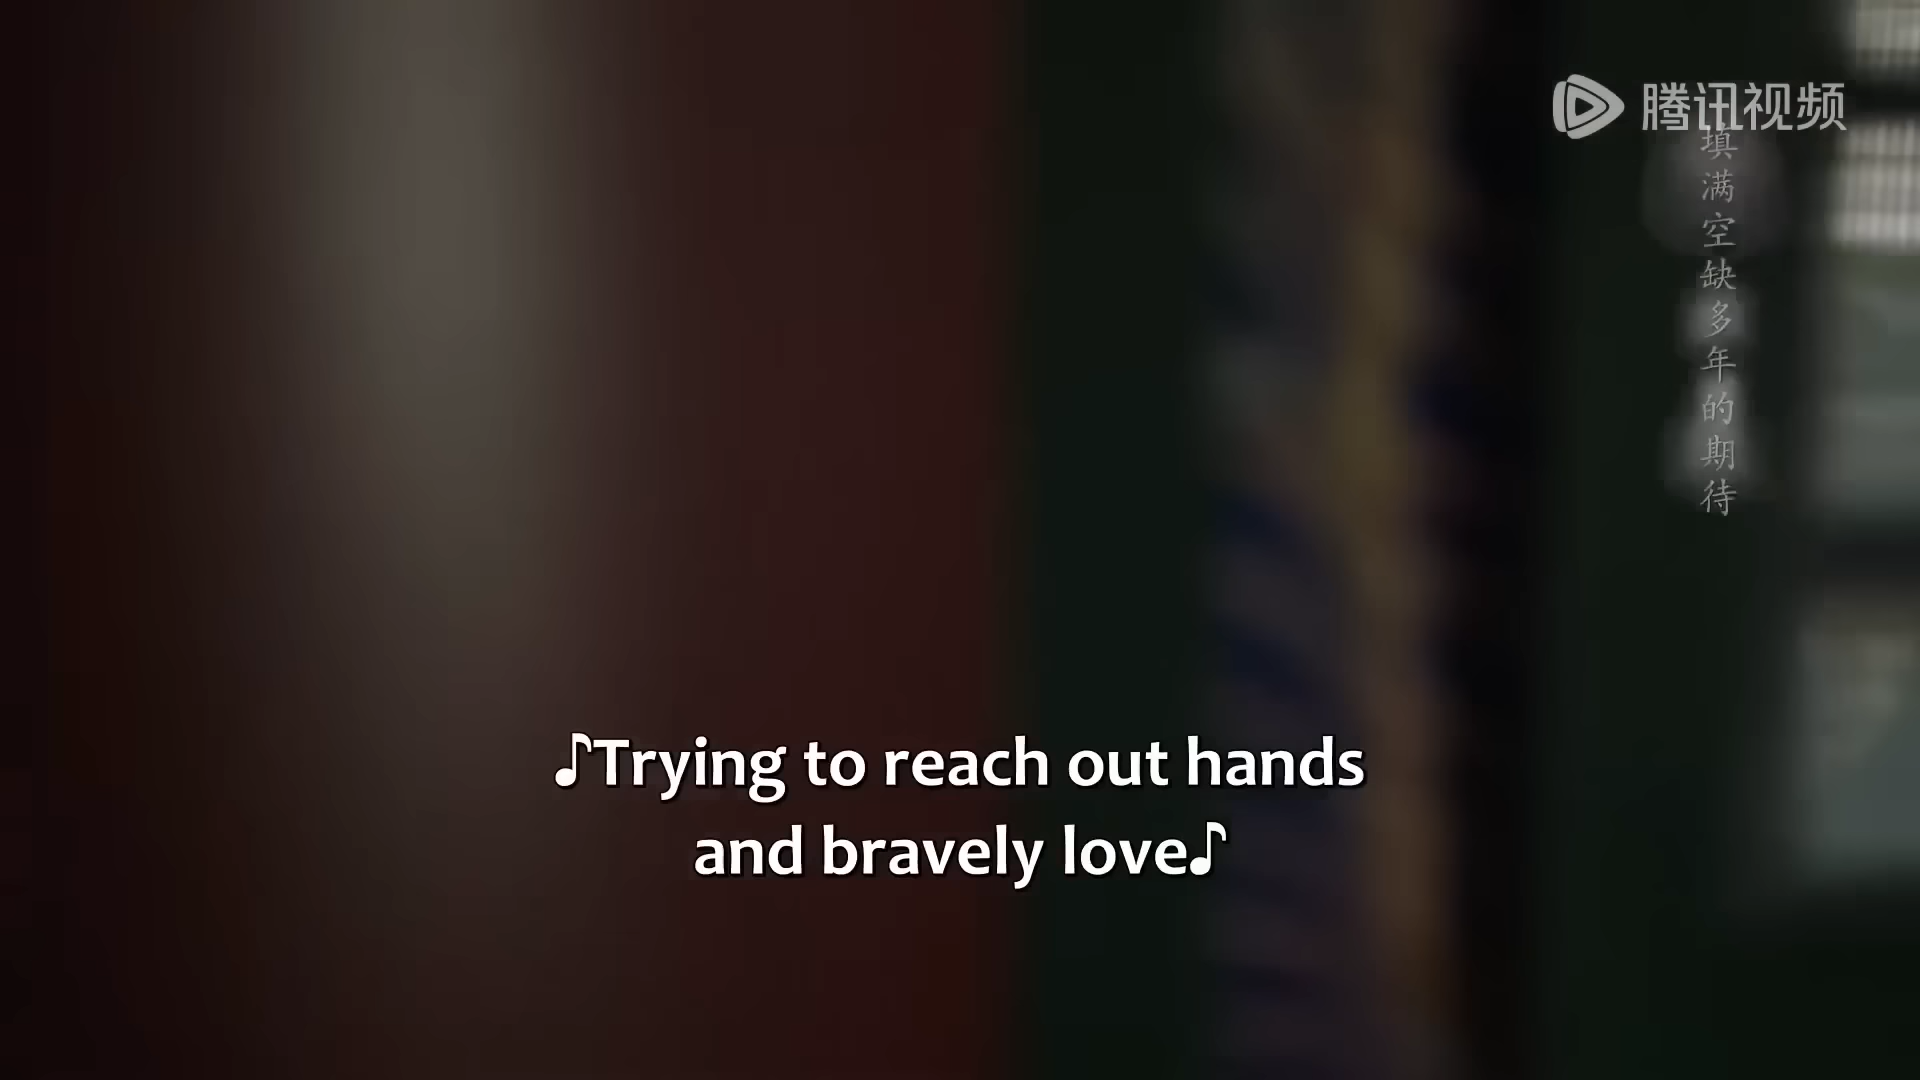 腾讯视频
填满空缺多年的期待
♪Trying to reach out hands
and bravely love♪